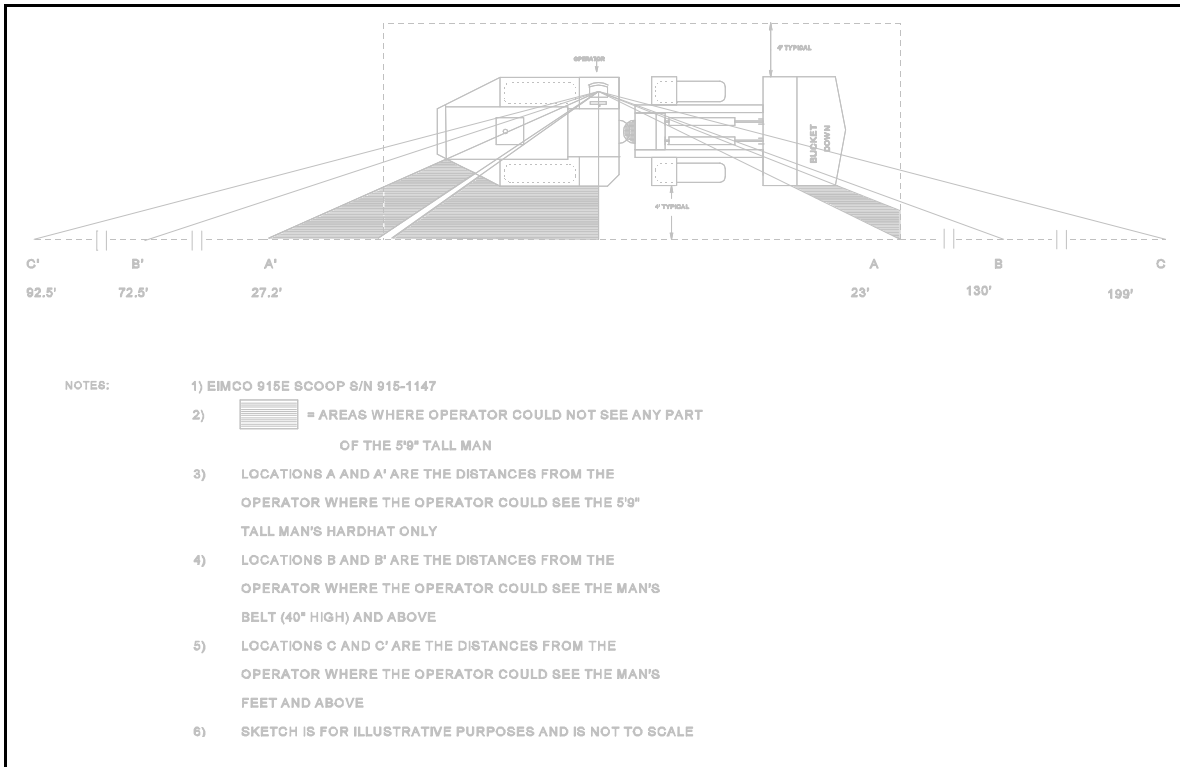 OPERATOR
4' TYPICAL
BUCKET
DOWN
4' TYPICAL
C' B' A' A B C
92.5' 72.5' 27.2' 23' 130' 199'
NOTES: 1) EIMCO 915E SCOOP S/N 915-1147
2) = AREAS WHERE OPERATOR COULD NOT SEE ANY PART
OF THE 5'9" TALL MAN
3) LOCATIONS A AND A' ARE THE DISTANCES FROM THE
OPERATOR WHERE THE OPERATOR COULD SEE THE 5'9"
TALL MAN'S HARDHAT ONLY
4) LOCATIONS B AND B' ARE THE DISTANCES FROM THE
OPERATOR WHERE THE OPERATOR COULD SEE THE MAN'S
BELT (40" HIGH) AND ABOVE
5) LOCATIONS C AND C' ARE THE DISTANCES FROM THE
OPERATOR WHERE THE OPERATOR COULD SEE THE MAN'S
FEET AND ABOVE
6) SKETCH IS FOR ILLUSTRATIVE PURPOSES AND IS NOT TO SCALE